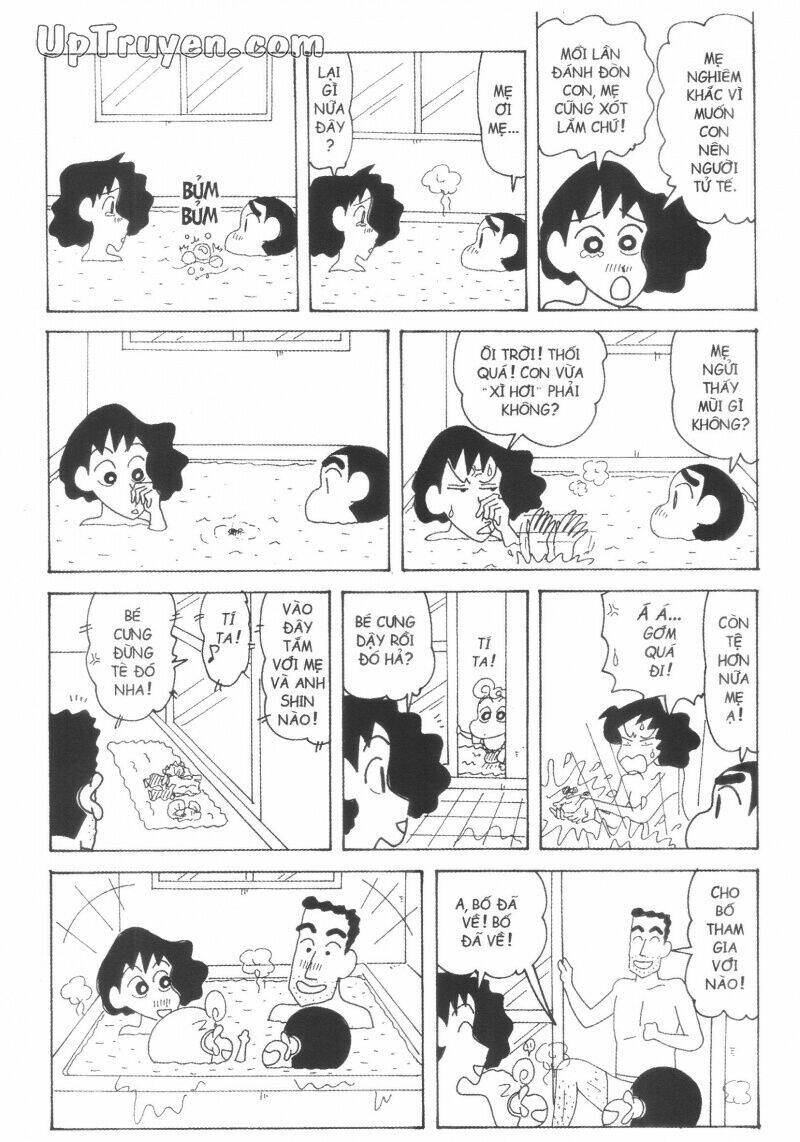 UpTruyen.com
MỖI LẦN
ĐÁNH ĐÒN
CON, MẸ
CŨNG XÓT
LẮM CHỨ!
MẸ
NGHIÊM
KHẮC VÌ
MUỐN
CON
NÊN
NGƯỜI
TỬ TẾ.
MẸ
ƠI
MẸ...
LẠI
GÌ
NỮA
ĐÂY
?
BỦM
BỦM
MẸ
NGỬI
THẤY
MÙI GÌ
KHÔNG?
ÔI TRỜI! THỐI
QUÁ! CON VỪA
"XÌ HƠI" PHẢI
KHÔNG?
CÒN
TỆ
HƠN
NỮA
MẸ
Ạ!
Á Á...
GỚM
QUÁ
ĐI!
TÍ
TA!
BÉ CƯNG
DẬY RỒI
ĐÓ HẢ?
VÀO
ĐÂY
TẮM
VỚI MẸ
VÀ ANH
SHIN
NÀO!
TÍ
TA!
BÉ
CƯNG
ĐỪNG
TÈ ĐÓ
NHA!
CHO
BỐ
THAM
GIA
VỚI
NÀO!
A, BỐ ĐÃ
VỀ! BỐ
ĐÃ VỀ!